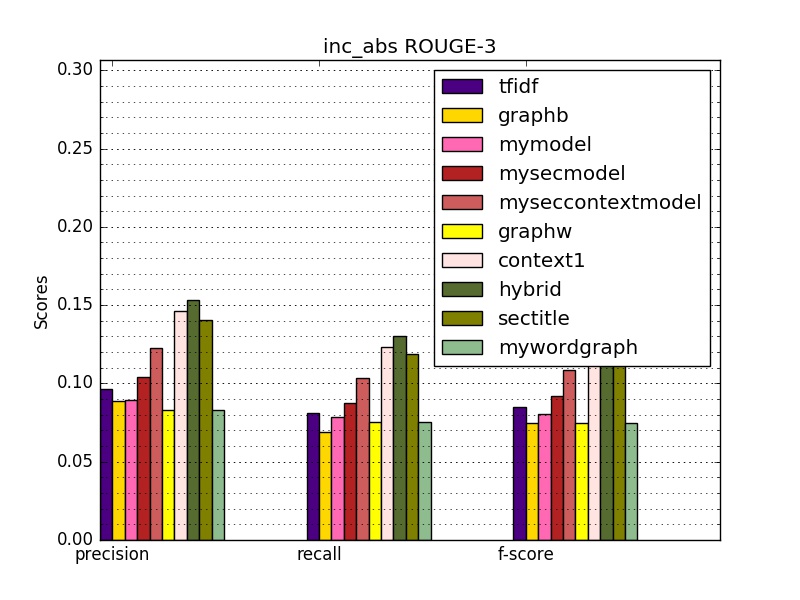 inc_abs ROUGE-3
0.30
0.25
0.20
0.15
0.10
0.05
0.00
Scores
tfidf
graphb
mymodel
mysecmodel
myseccontextmodel
graphw
context1
hybrid
sectitle
mywordgraph
precision recall f-score